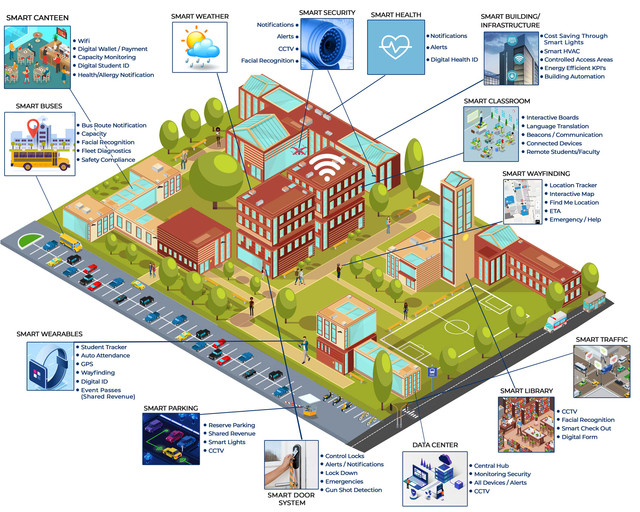 SMART CANTEEN
Wifi
Digital Wallet / Payment
Capacity Monitoring
Digital Student ID
Health/Allergy Notification
SMART WEATHER
SMART SECURITY
Notifications
Alerts
CCTV
Facial Recognition
SMART HEALTH
Notifications
Alerts
Digital Health ID
SMART BUILDING/
INFRASTRUCTURE
Cost Saving Through
Smart Lights
Smart HVAC
Controlled Access Areas
Energy Efficient KPI's
Building Automation
SMART BUSES
Bus Route Notification
Capacity
Facial Recognition
Fleet Diagnostics
Safety Compliance
SMART CLASSROOM
Interactive Boards
Language Translation
Beacons / Communication
Connected Devices
Remote Students/Faculty
SMART WAYFINDING
Location Tracker
Interactive Map
Find Me Location
ETA
Emergency / Help
SMART WEARABLES
Student Tracker
Auto Attendance
GPS
Wayfinding
Digital ID
Event Passes
(Shared Revenue)
SMART TRAFFIC
SMART PARKING
Reserve Parking
Shared Revenue
Smart Lights
CCTV
SMART DOOR
SYSTEM
Control Locks
Alerts / Notifications
Lock Down
Emergencies
Gun Shot Detection
DATA CENTER
Central Hub
Monitoring Security
All Devices / Alerts
CCTV
SMART LIBRARY
CCTV
Facial Recognition
Smart Check Out
Digital Form